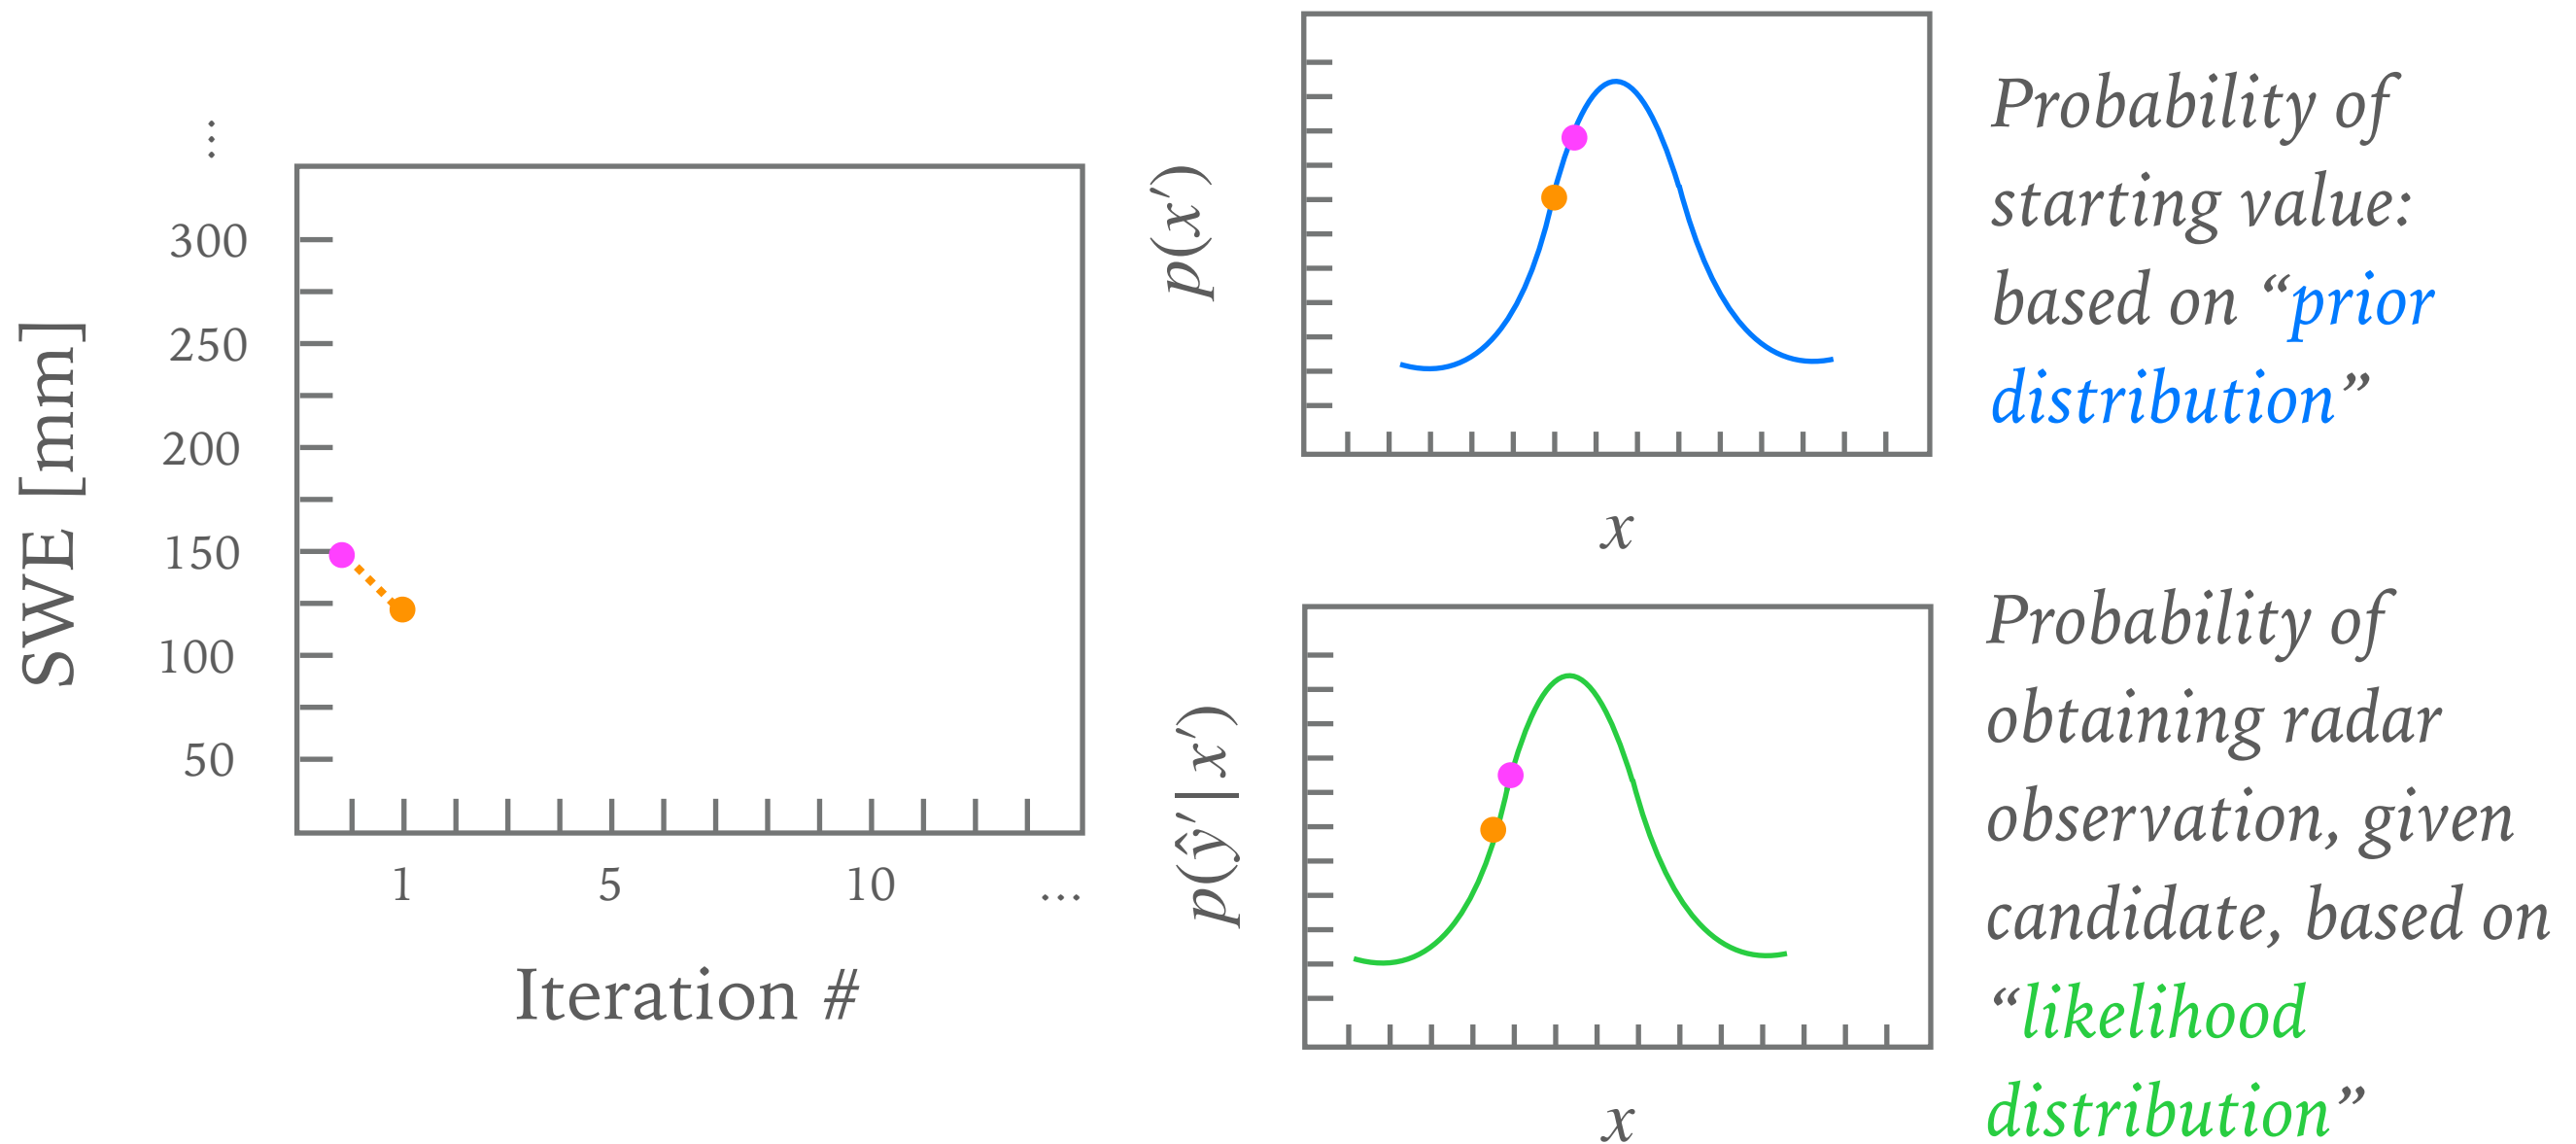 ⋮
300
250
200
150
100
50
SWE [mm]
1
5
10
...
Iteration #
p(x′)
x
Probability of
starting value:
based on “prior
distribution”
p(ŷ′|x′)
x
Probability of
obtaining radar
observation, given
candidate, based on
“likelihood
distribution”